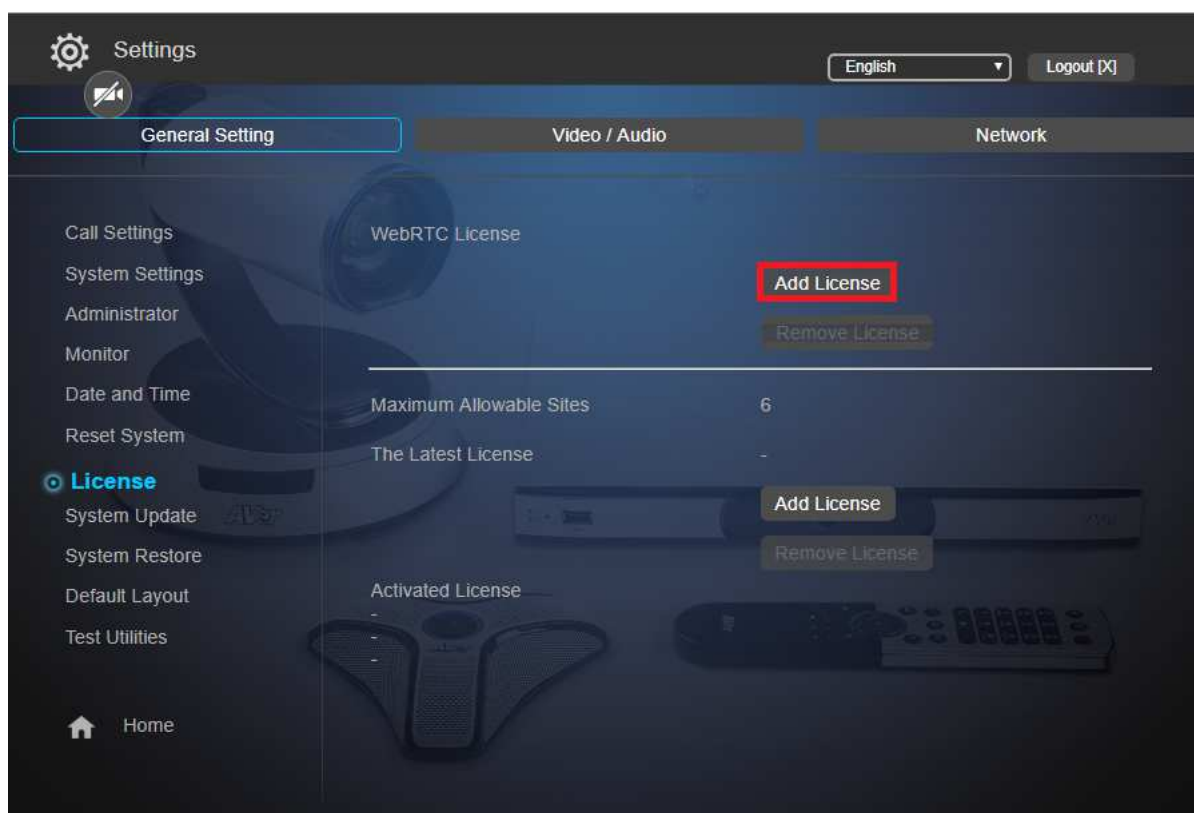 Settings
English
Logout [X]
General Setting
Video / Audio
Network
Call Settings
System Settings
Administrator
Monitor
Date and Time
Reset System
License
System Update
System Restore
Default Layout
Test Utilities
Home
WebRTC License
Add License
Remove License
Maximum Allowable Sites 6
The Latest License -
Add License
Remove License
Activated License
-
-
-
AVer